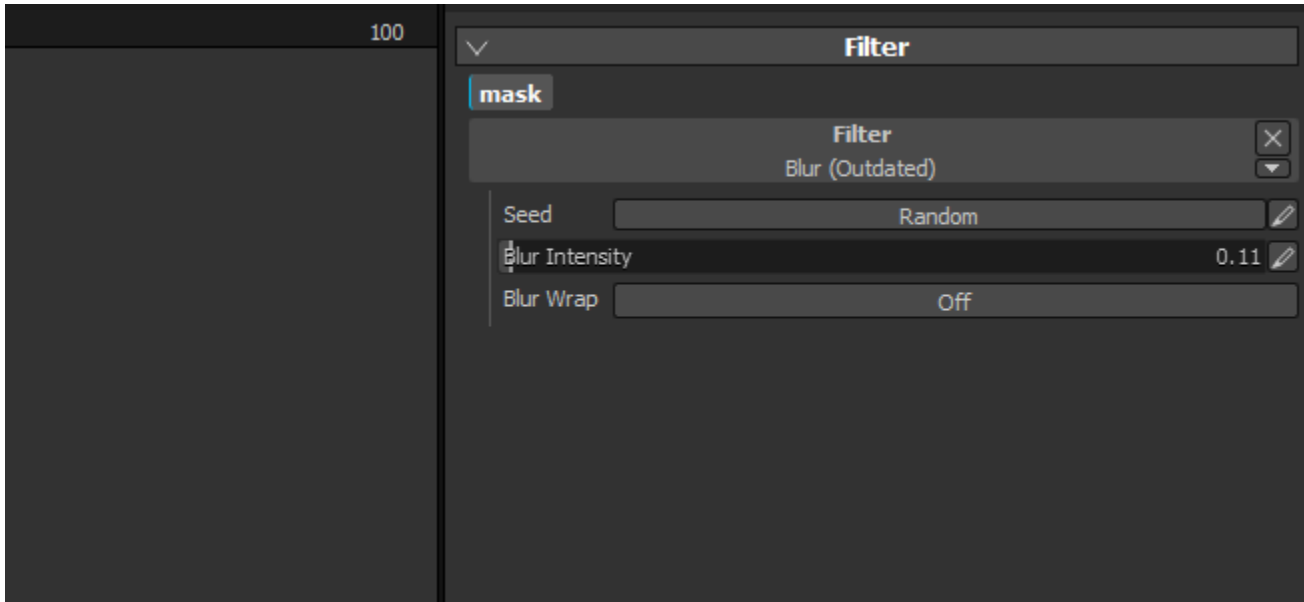 100
Filter
mask
Filter
Blur (Outdated)
Seed Random
Blur Intensity 0.11
Blur Wrap Off